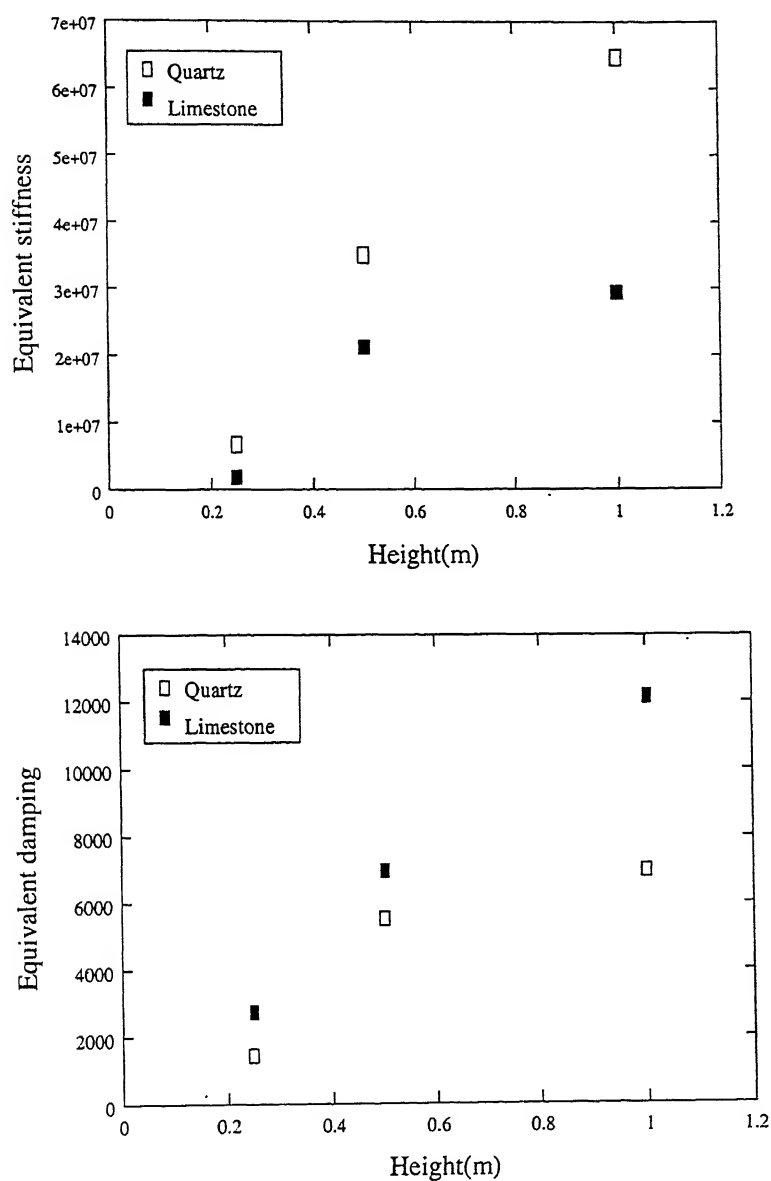 7e+07
6e+07
5e+07
4e+07
3e+07
2e+07
1e+07
0
Equivalent stiffness
Quartz
Limestone
0 0.2 0.4 0.6 0.8 1 1.2
Height(m)
14000
12000
10000
8000
6000
4000
2000
0
Equivalent damping
Quartz
Limestone
0 0.2 0.4 0.6 0.8 1 1.2
Height(m)